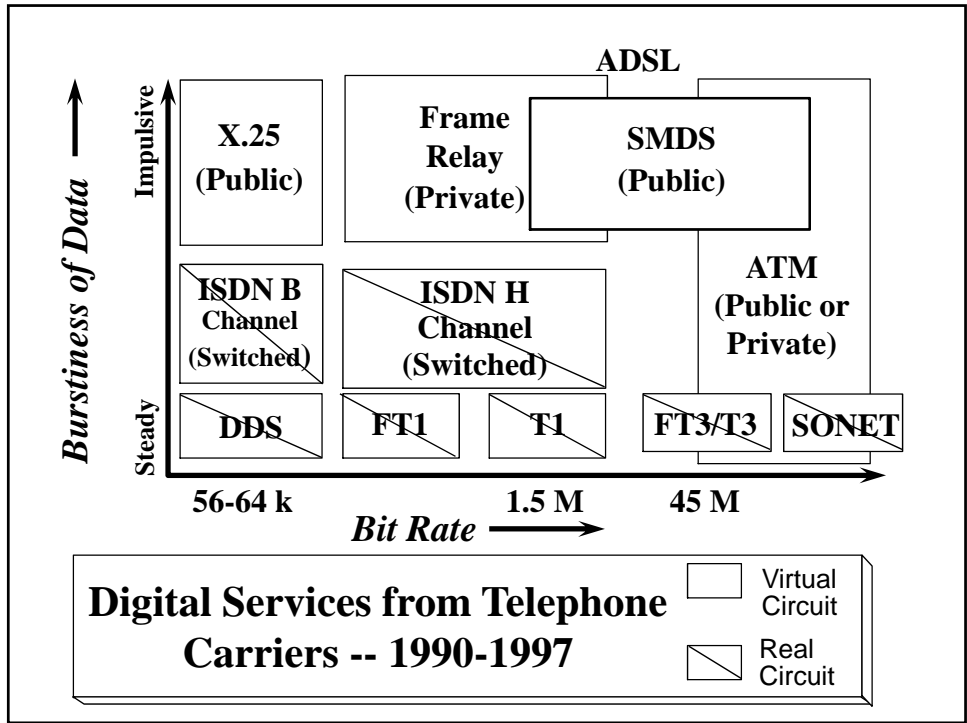 ADSL
Burstiness of Data
Impulsive
Steady
X.25
(Public)
Frame
Relay
(Private)
SMDS
(Public)
ISDN B
Channel
(Switched)
ISDN H
Channel
(Switched)
ATM
(Public or
Private)
DDS
FT1
T1
FT3/T3
SONET
56-64 k
1.5 M
45 M
Bit Rate
Digital Services from Telephone
Carriers -- 1990-1997
Virtual
Circuit
Real
Circuit